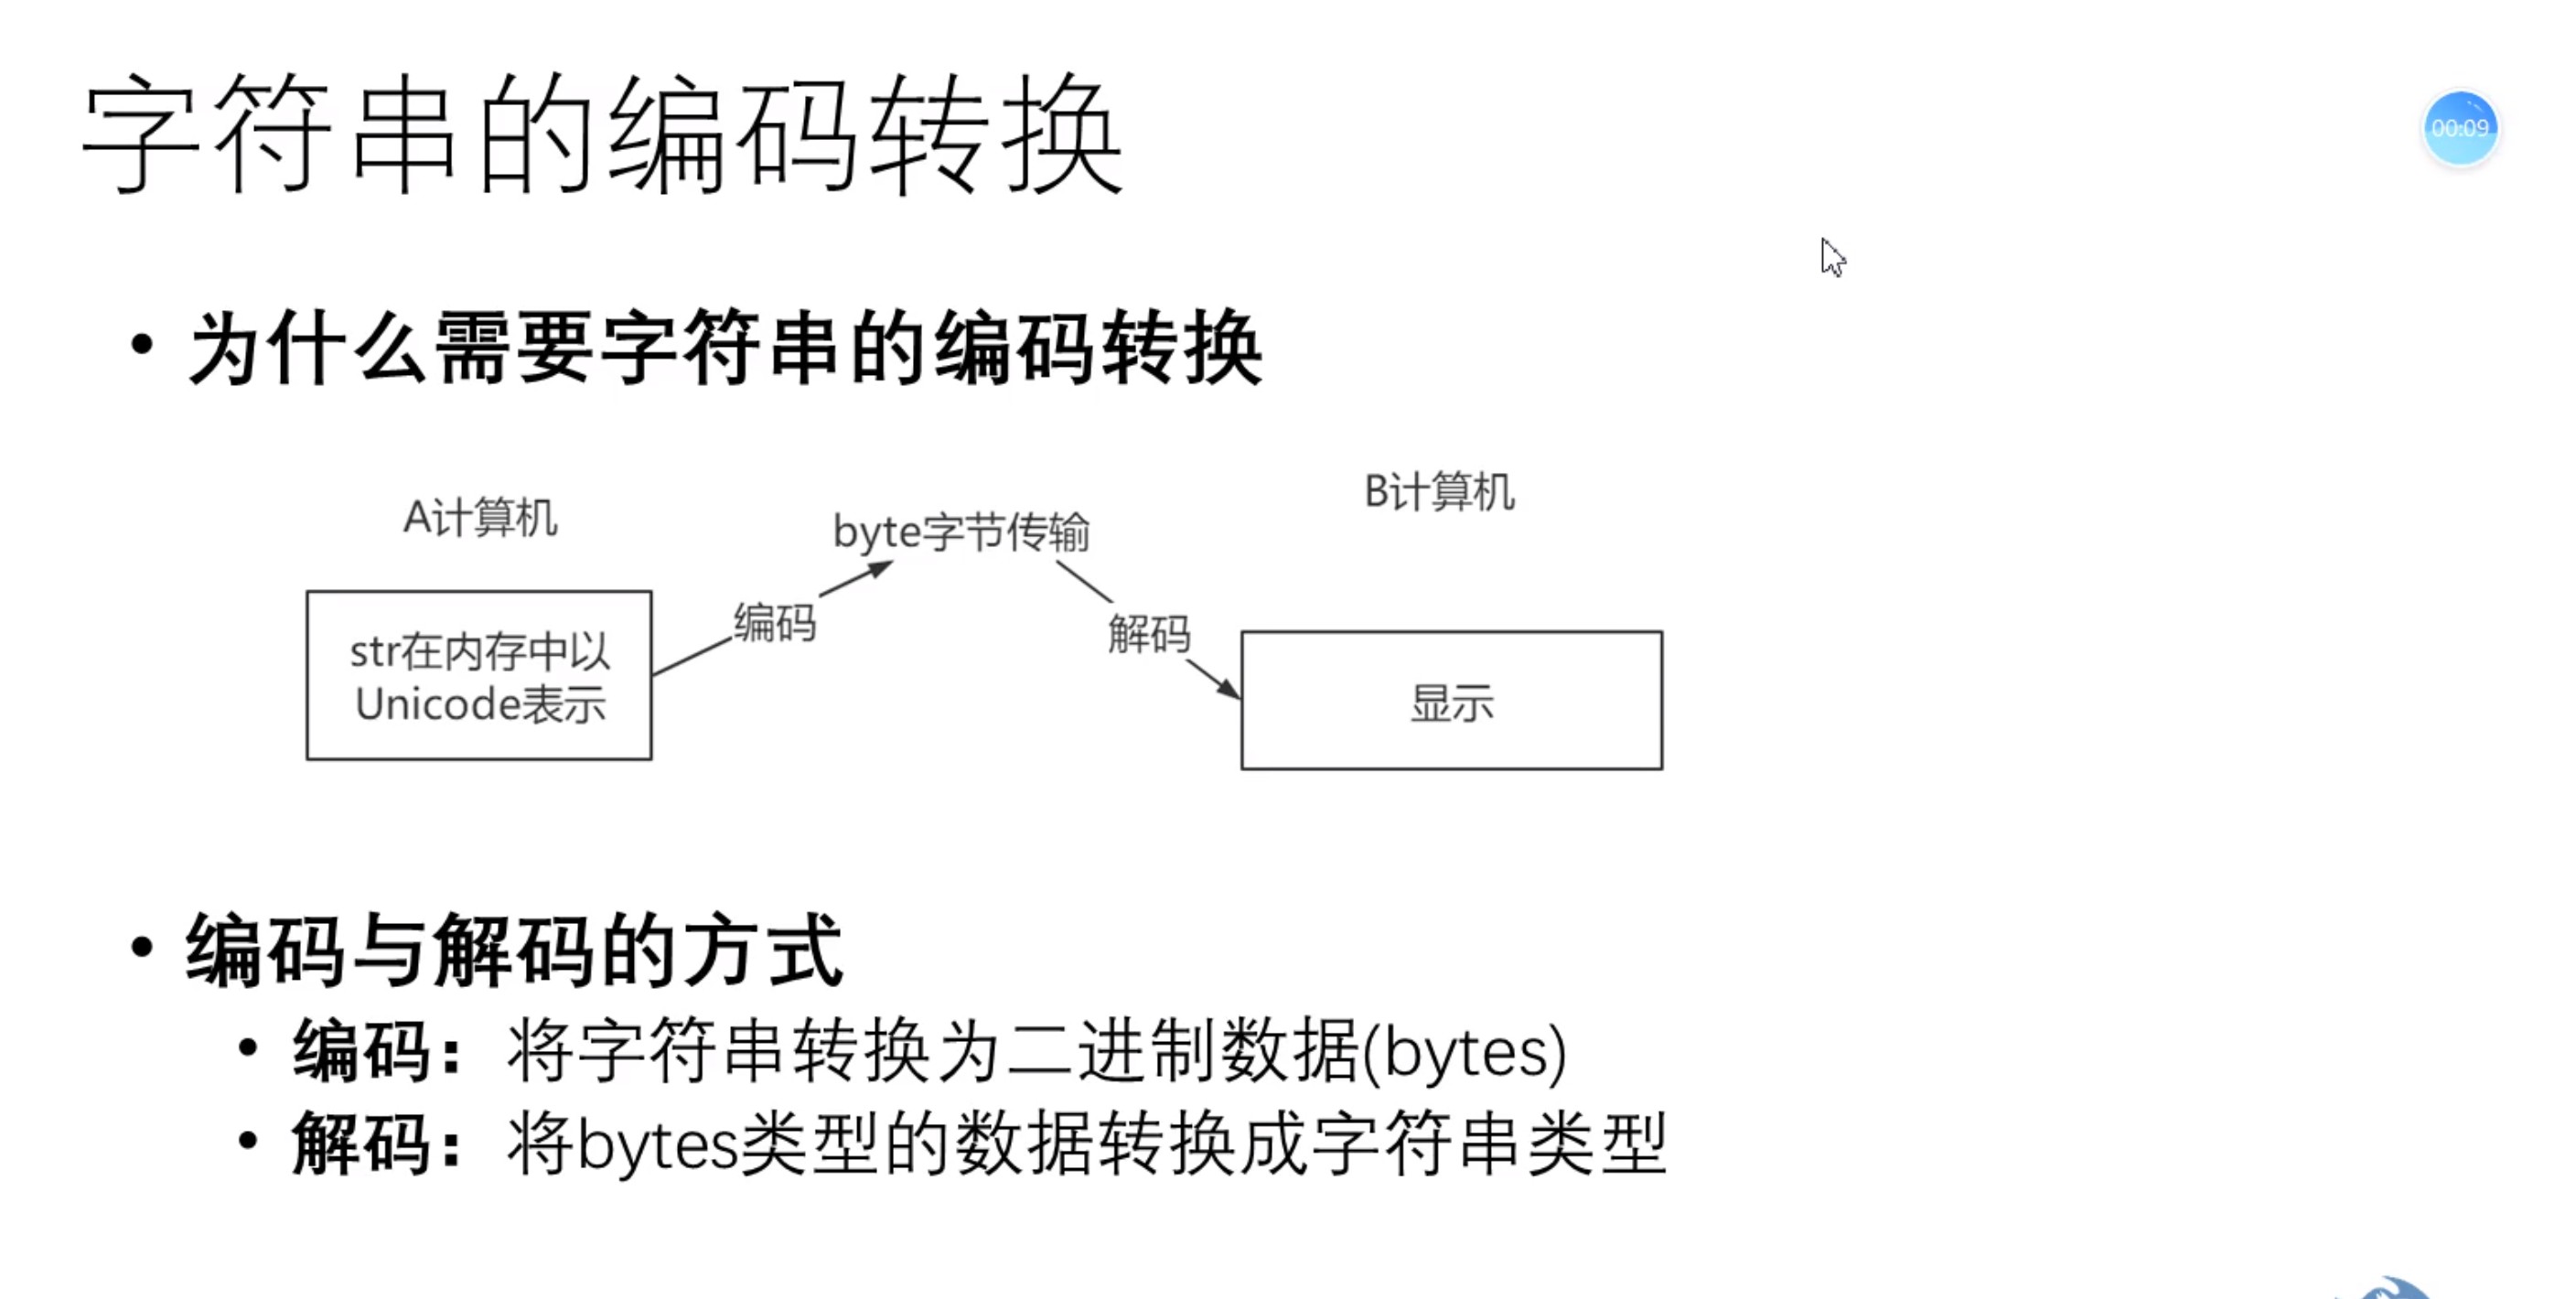 字符串的编码转换
00:09
• 为什么需要字符串的编码转换
A计算机
byte字节传输
B计算机
编码
解码
str在内存中以
Unicode表示
显示
• 编码与解码的方式
• 编码：将字符串转换为二进制数据(bytes)
• 解码：将bytes类型的数据转换成字符串类型